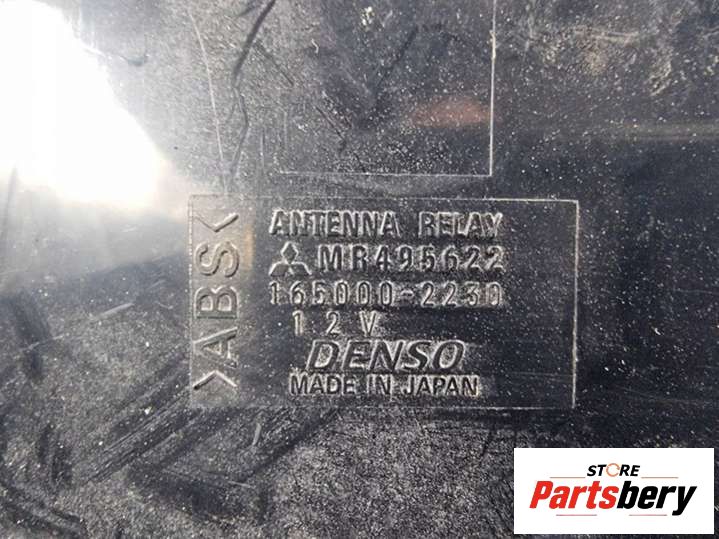 >ABS<
ANTENNA RELAY
MR495622
165000-2230
12V
DENSO
MADE IN JAPAN
STORE
Partsbery